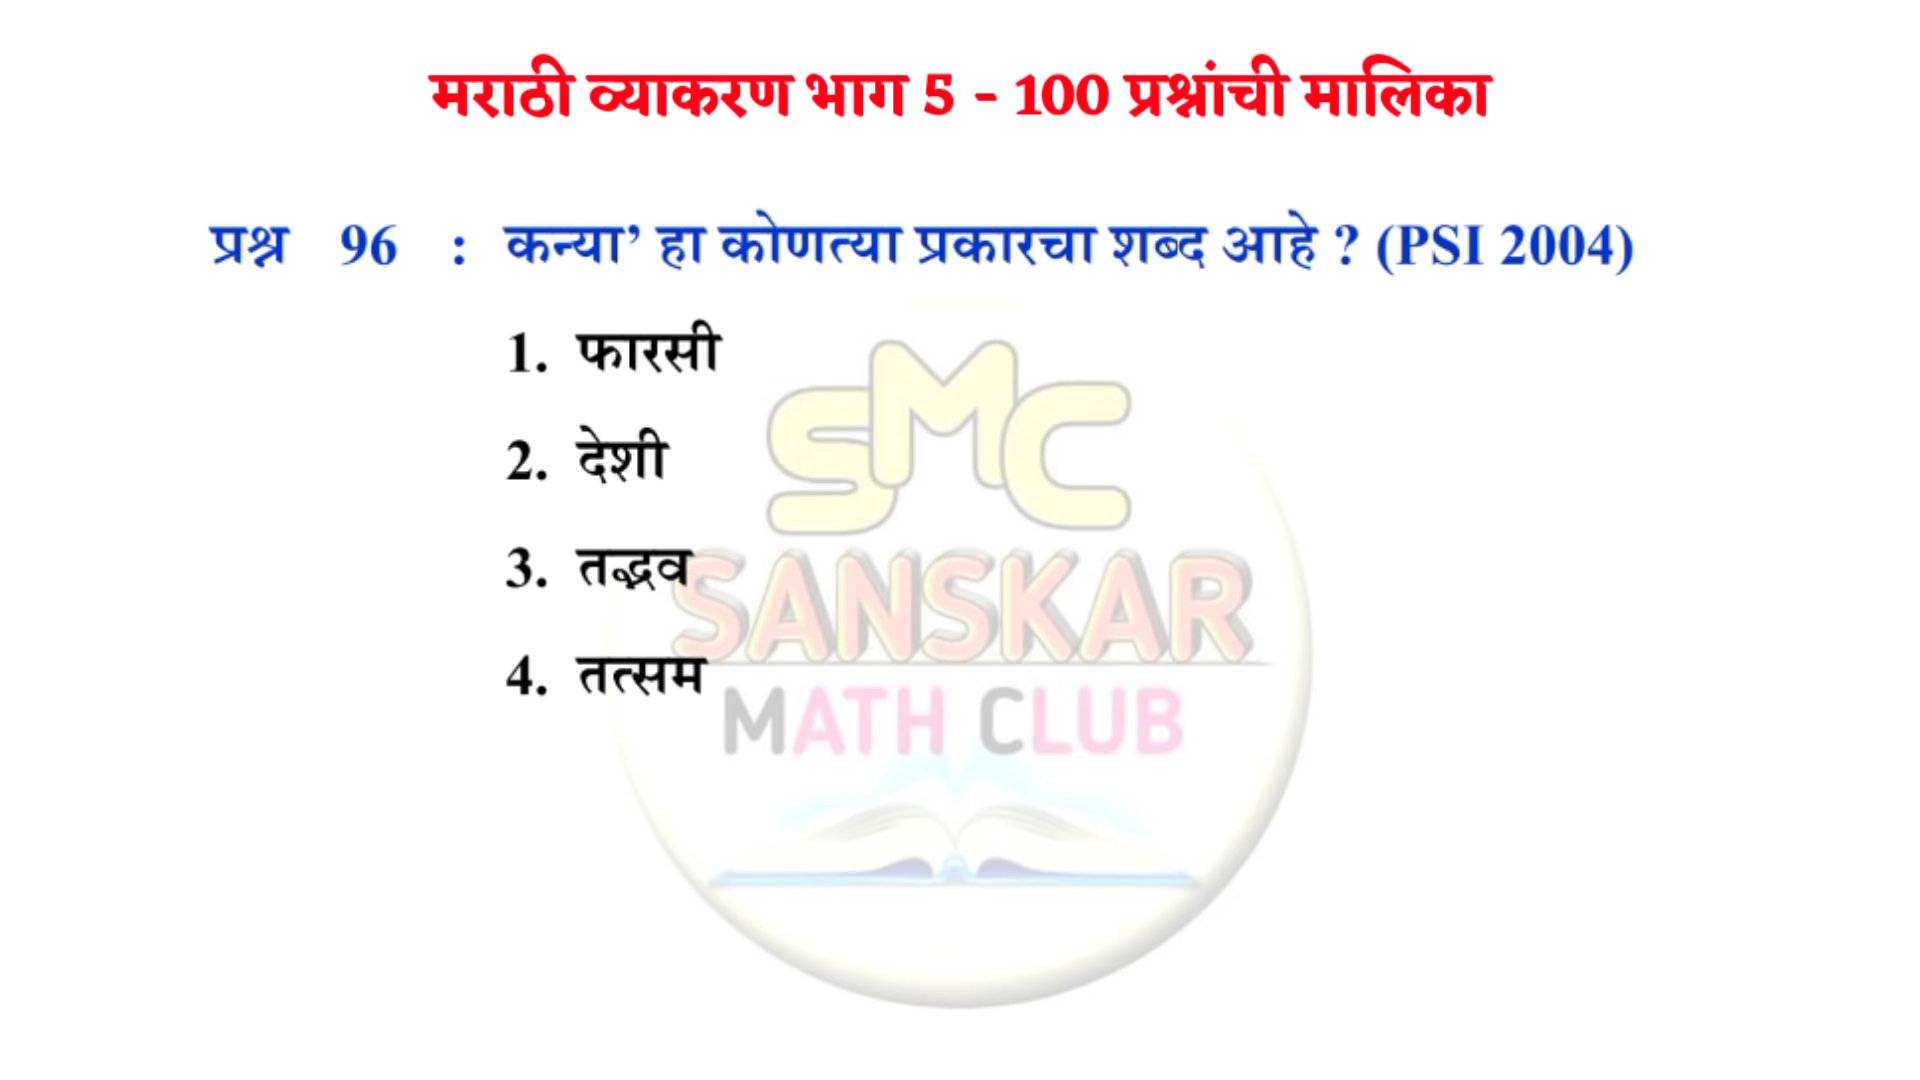 मराठी व्याकरण भाग 5 - 100 प्रश्नांची मालिका
प्रश्न 96 : कन्या’ हा कोणत्या प्रकारचा शब्द आहे ? (PSI 2004)
1. फारसी
2. देशी
3. तद्भव
4. तत्सम
SMC
SANSKAR
MATH CLUB